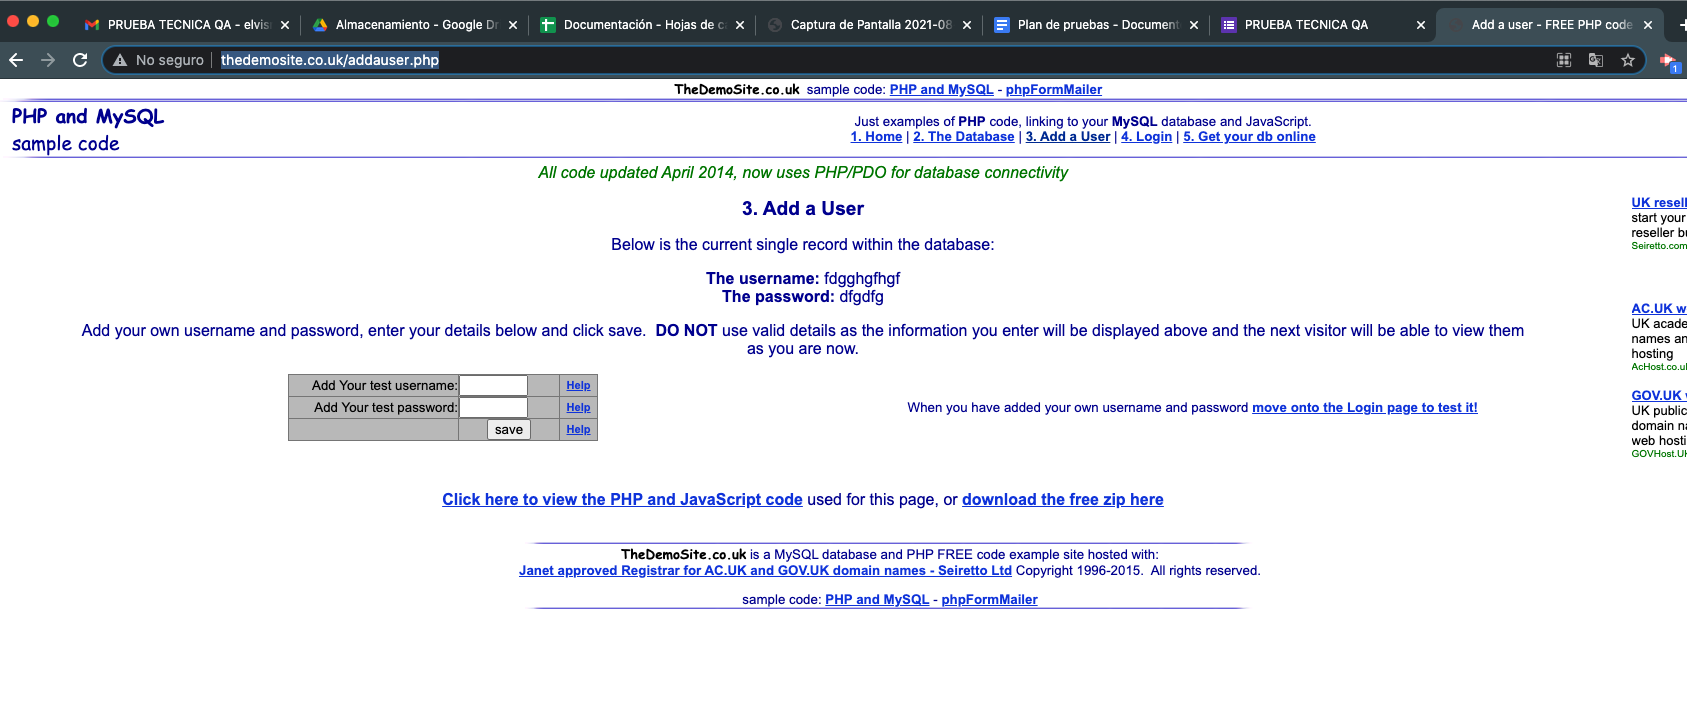 PRUEBA TECNICA QA - elvis
Almacenamiento - Google Dr
Documentación - Hojas de c
Captura de Pantalla 2021-08
Plan de pruebas - Document
PRUEBA TECNICA QA
Add a user - FREE PHP code
No seguro
thedemosite.co.uk/addauser.php
1
TheDemoSite.co.uk sample code: PHP and MySQL - phpFormMailer
PHP and MySQL
sample code
Just examples of PHP code, linking to your MySQL database and JavaScript.
1. Home | 2. The Database | 3. Add a User | 4. Login | 5. Get your db online
All code updated April 2014, now uses PHP/PDO for database connectivity
3. Add a User
Below is the current single record within the database:
The username: fdgghgfhgf
The password: dfgdfg
Add your own username and password, enter your details below and click save. DO NOT use valid details as the information you enter will be displayed above and the next visitor will be able to view them
as you are now.
Add Your test username: Help
Add Your test password: Help
save Help
When you have added your own username and password move onto the Login page to test it!
Click here to view the PHP and JavaScript code used for this page, or download the free zip here
TheDemoSite.co.uk is a MySQL database and PHP FREE code example site hosted with:
Janet approved Registrar for AC.UK and GOV.UK domain names - Seiretto Ltd Copyright 1996-2015. All rights reserved.
sample code: PHP and MySQL - phpFormMailer
UK resell
start your
reseller bu
Seiretto.com
AC.UK w
UK acade
names an
hosting
AcHost.co.u
GOV.UK
UK public
domain na
web hosti
GOVHost.UK